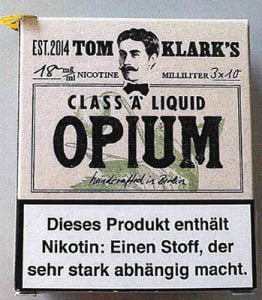 EST.2014 TOM KLARK'S
18 mg/ml NICOTINE MILLILITER 3x10
CLASS A LIQUID
OPIUM
handcrafted in Berlin
Dieses Produkt enthält
Nikotin: Einen Stoff, der
sehr stark abhängig macht.